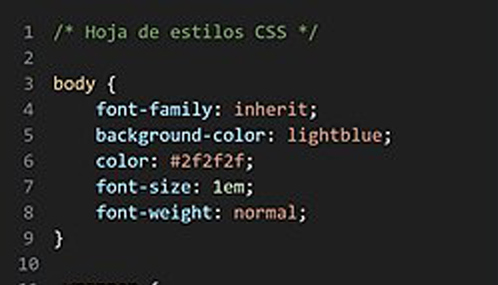 1 /* Hoja de estilos CSS */
2
3 body {
4 font-family: inherit;
5 background-color: lightblue;
6 color: #2f2f2f;
7 font-size: 1em;
8 font-weight: normal;
9 }
10